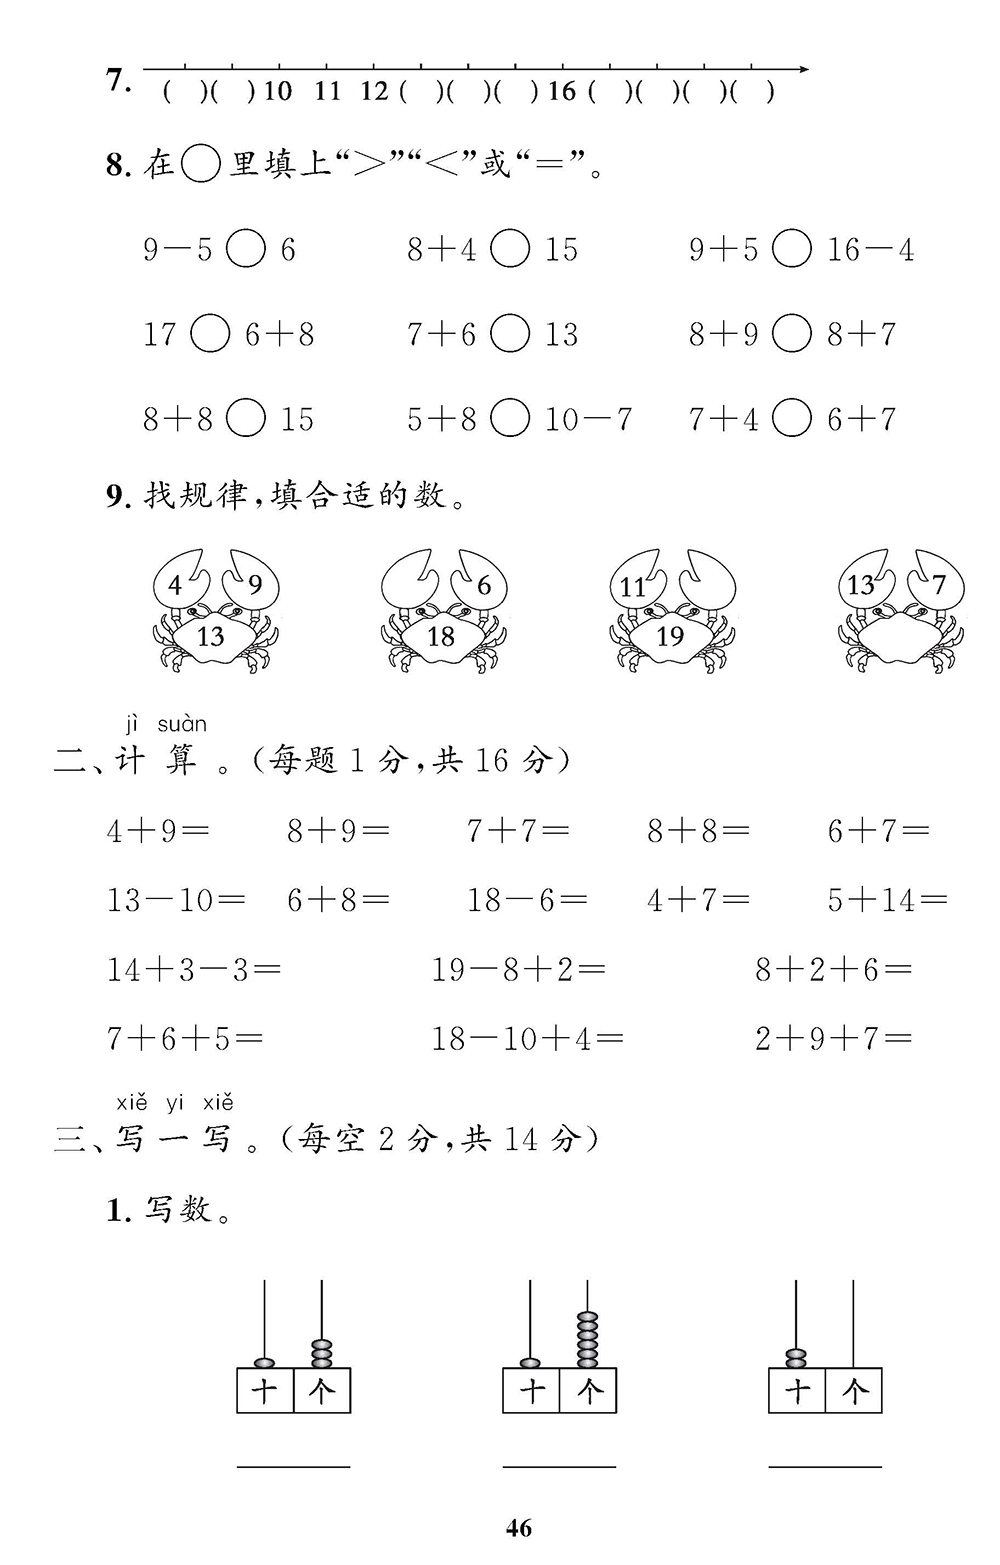 7. (　)(　) 10　11　12 (　)(　)(　) 16 (　)(　)(　)(　)
8. 在○里填上“＞”“＜”或“＝”。
9－5○6　8＋4○15　9＋5○16－4
17○6＋8　7＋6○13　8＋9○8＋7
8＋8○15　5＋8○10－7　7＋4○6＋7
9. 找规律，填合适的数。
4　9　6　11　13　7
13　18　19
jì suàn
二、计算。（每题1分，共16分）
4＋9＝　8＋9＝　7＋7＝　8＋8＝　6＋7＝
13－10＝　6＋8＝　18－6＝　4＋7＝　5＋14＝
14＋3－3＝　19－8＋2＝　8＋2＋6＝
7＋6＋5＝　18－10＋4＝　2＋9＋7＝
xiě yi xiě
三、写一写。（每空2分，共14分）
1. 写数。
十　个　十　个　十　个
46